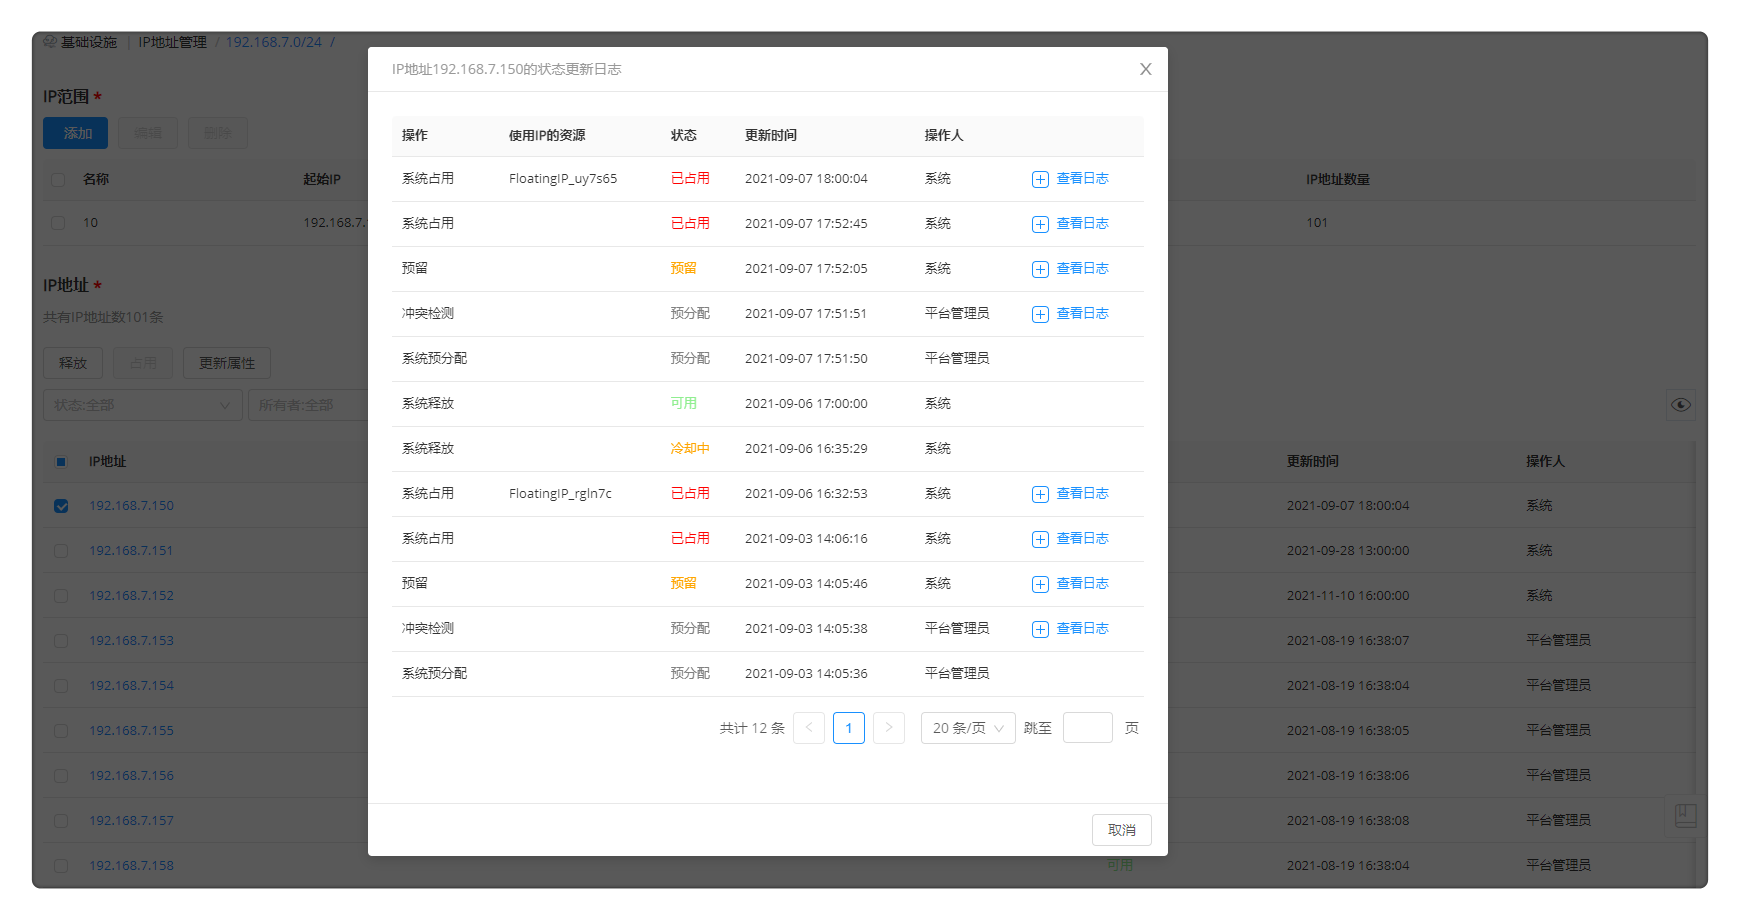 基础设施 | IP地址管理 / 192.168.7.0/24 /
IP范围 *
添加 编辑 删除
名称 起始IP IP地址数量
10 192.168.7. 101
IP地址 *
共有IP地址数101条
释放 占用 更新属性
状态:全部 所有者:全部
IP地址 更新时间 操作人
192.168.7.150 2021-09-07 18:00:04 系统
192.168.7.151 2021-09-28 13:00:00 系统
192.168.7.152 2021-11-10 16:00:00 系统
192.168.7.153 2021-08-19 16:38:07 平台管理员
192.168.7.154 2021-08-19 16:38:04 平台管理员
192.168.7.155 2021-08-19 16:38:05 平台管理员
192.168.7.156 2021-08-19 16:38:06 平台管理员
192.168.7.157 2021-08-19 16:38:08 平台管理员
192.168.7.158 可用 2021-08-19 16:38:04 平台管理员
IP地址192.168.7.150的状态更新日志 X
操作 使用IP的资源 状态 更新时间 操作人
系统占用 FloatingIP_uy7s65 已占用 2021-09-07 18:00:04 系统 查看日志
系统占用 已占用 2021-09-07 17:52:45 系统 查看日志
预留 预留 2021-09-07 17:52:05 系统 查看日志
冲突检测 预分配 2021-09-07 17:51:51 平台管理员 查看日志
系统预分配 预分配 2021-09-07 17:51:50 平台管理员
系统释放 可用 2021-09-06 17:00:00 系统
系统释放 冷却中 2021-09-06 16:35:29 系统
系统占用 FloatingIP_rgln7c 已占用 2021-09-06 16:32:53 系统 查看日志
系统占用 已占用 2021-09-03 14:06:16 系统 查看日志
预留 预留 2021-09-03 14:05:46 系统 查看日志
冲突检测 预分配 2021-09-03 14:05:38 平台管理员 查看日志
系统预分配 预分配 2021-09-03 14:05:36 平台管理员
共计 12 条 < 1 > 20 条/页 跳至 页
取消